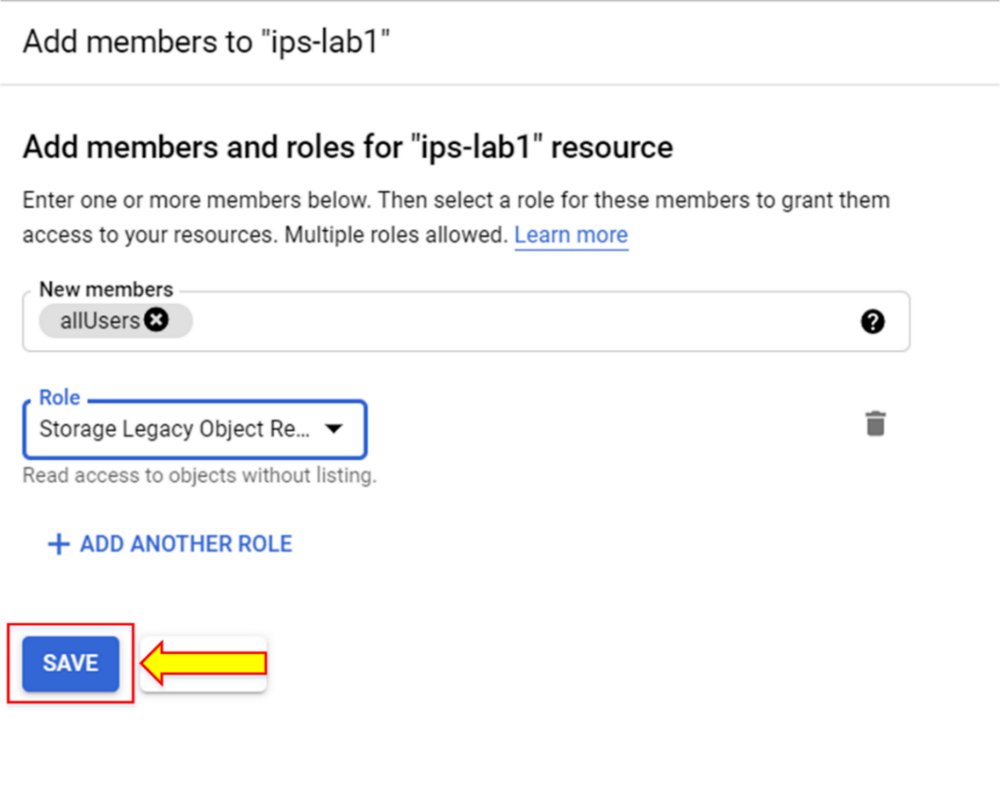 Add members to "ips-lab1"
Add members and roles for "ips-lab1" resource
Enter one or more members below. Then select a role for these members to grant them
access to your resources. Multiple roles allowed. Learn more
New members
allUsers
Role
Storage Legacy Object Re...
Read access to objects without listing.
ADD ANOTHER ROLE
SAVE